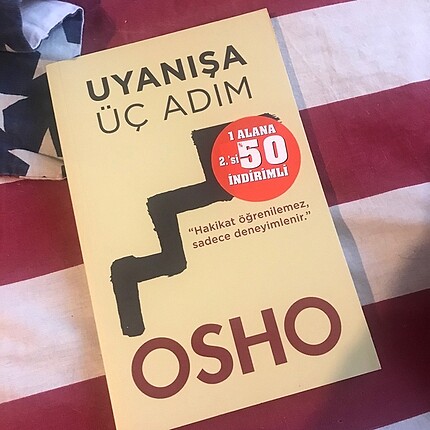 UYANIŞA
ÜÇ ADIM
1 ALANA
2.'si 50
İNDİRİMLİ
“Hakikat öğrenilemez,
sadece deneyimlenir.”
OSHO